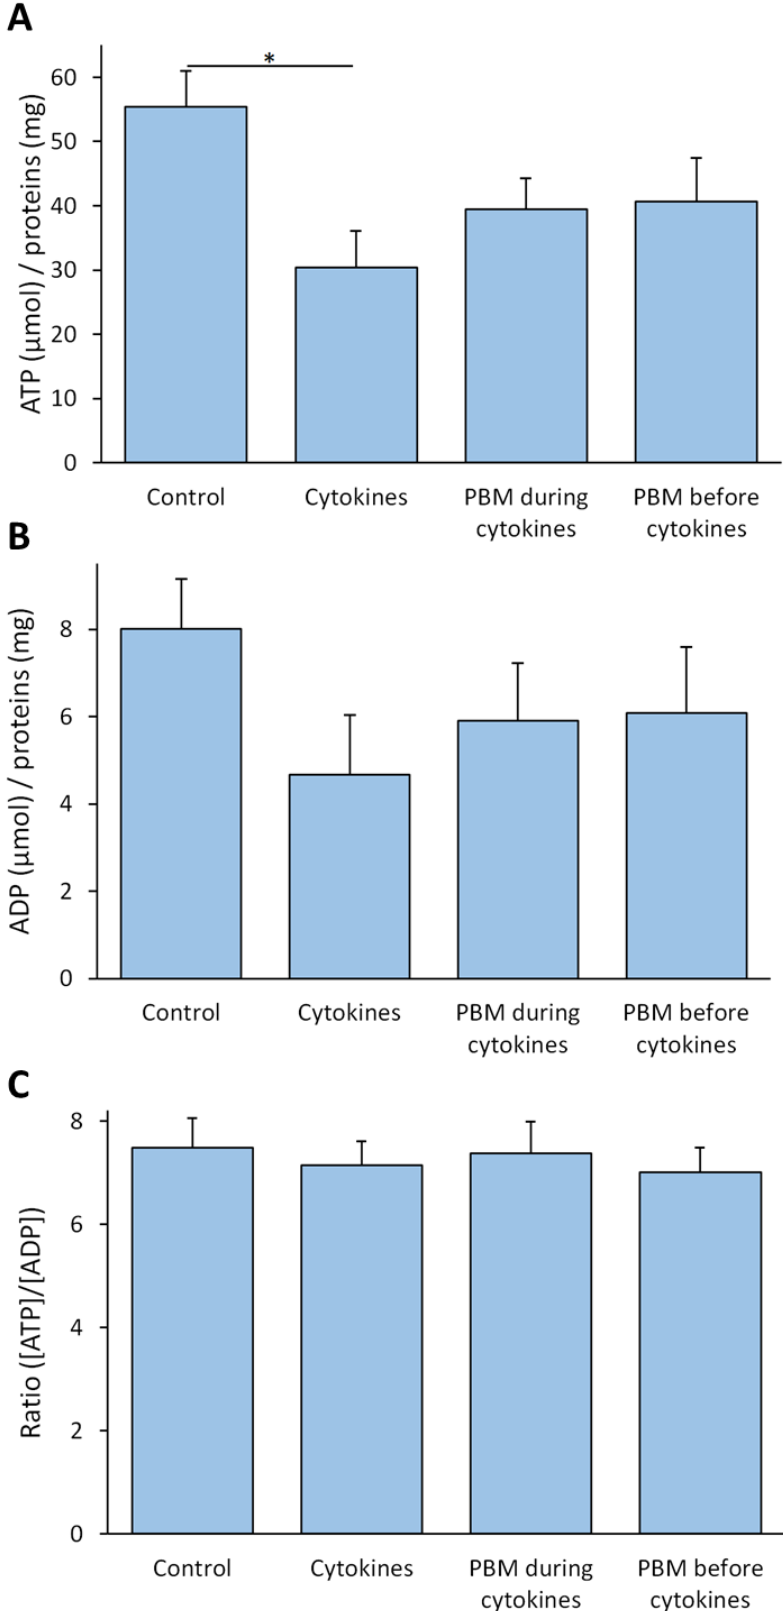 A
*
ATP (µmol) / proteins (mg)
60
50
40
30
20
10
0
Control
Cytokines
PBM during
cytokines
PBM before
cytokines
B
ADP (µmol) / proteins (mg)
8
6
4
2
0
Control
Cytokines
PBM during
cytokines
PBM before
cytokines
C
Ratio ([ATP]/[ADP])
8
6
4
2
0
Control
Cytokines
PBM during
cytokines
PBM before
cytokines